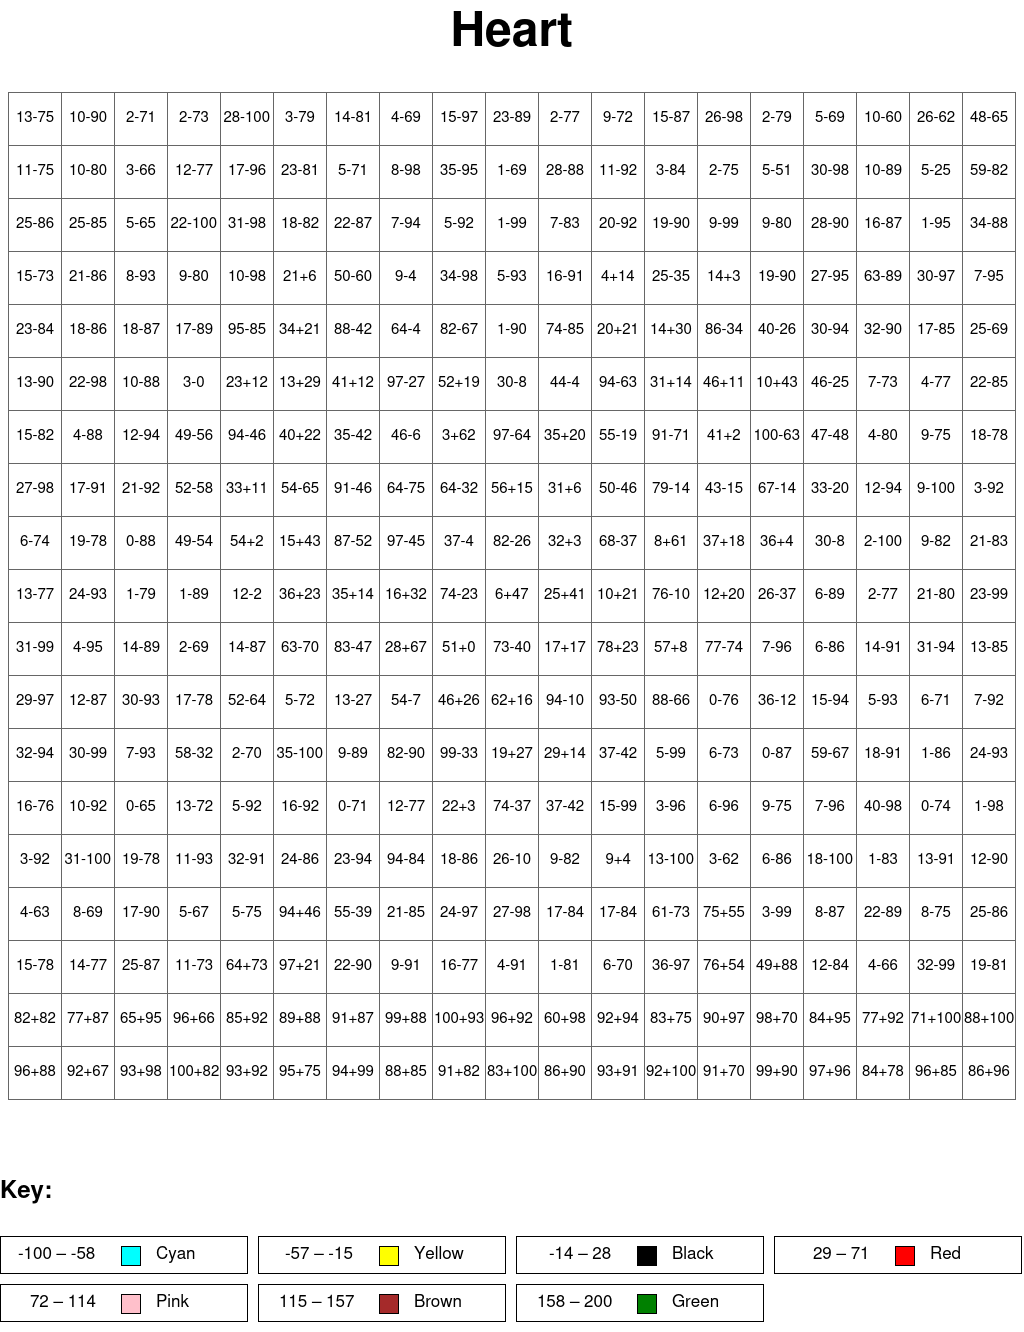 Heart
13-75 10-90 2-71 2-73 28-100 3-79 14-81 4-69 15-97 23-89 2-77 9-72 15-87 26-98 2-79 5-69 10-60 26-62 48-65
11-75 10-80 3-66 12-77 17-96 23-81 5-71 8-98 35-95 1-69 28-88 11-92 3-84 2-75 5-51 30-98 10-89 5-25 59-82
25-86 25-85 5-65 22-100 31-98 18-82 22-87 7-94 5-92 1-99 7-83 20-92 19-90 9-99 9-80 28-90 16-87 1-95 34-88
15-73 21-86 8-93 9-80 10-98 21+6 50-60 9-4 34-98 5-93 16-91 4+14 25-35 14+3 19-90 27-95 63-89 30-97 7-95
23-84 18-86 18-87 17-89 95-85 34+21 88-42 64-4 82-67 1-90 74-85 20+21 14+30 86-34 40-26 30-94 32-90 17-85 25-69
13-90 22-98 10-88 3-0 23+12 13+29 41+12 97-27 52+19 30-8 44-4 94-63 31+14 46+11 10+43 46-25 7-73 4-77 22-85
15-82 4-88 12-94 49-56 94-46 40+22 35-42 46-6 3+62 97-64 35+20 55-19 91-71 41+2 100-63 47-48 4-80 9-75 18-78
27-98 17-91 21-92 52-58 33+11 54-65 91-46 64-75 64-32 56+15 31+6 50-46 79-14 43-15 67-14 33-20 12-94 9-100 3-92
6-74 19-78 0-88 49-54 54+2 15+43 87-52 97-45 37-4 82-26 32+3 68-37 8+61 37+18 36+4 30-8 2-100 9-82 21-83
13-77 24-93 1-79 1-89 12-2 36+23 35+14 16+32 74-23 6+47 25+41 10+21 76-10 12+20 26-37 6-89 2-77 21-80 23-99
31-99 4-95 14-89 2-69 14-87 63-70 83-47 28+67 51+0 73-40 17+17 78+23 57+8 77-74 7-96 6-86 14-91 31-94 13-85
29-97 12-87 30-93 17-78 52-64 5-72 13-27 54-7 46+26 62+16 94-10 93-50 88-66 0-76 36-12 15-94 5-93 6-71 7-92
32-94 30-99 7-93 58-32 2-70 35-100 9-89 82-90 99-33 19+27 29+14 37-42 5-99 6-73 0-87 59-67 18-91 1-86 24-93
16-76 10-92 0-65 13-72 5-92 16-92 0-71 12-77 22+3 74-37 37-42 15-99 3-96 6-96 9-75 7-96 40-98 0-74 1-98
3-92 31-100 19-78 11-93 32-91 24-86 23-94 94-84 18-86 26-10 9-82 9+4 13-100 3-62 6-86 18-100 1-83 13-91 12-90
4-63 8-69 17-90 5-67 5-75 94+46 55-39 21-85 24-97 27-98 17-84 17-84 61-73 75+55 3-99 8-87 22-89 8-75 25-86
15-78 14-77 25-87 11-73 64+73 97+21 22-90 9-91 16-77 4-91 1-81 6-70 36-97 76+54 49+88 12-84 4-66 32-99 19-81
82+82 77+87 65+95 96+66 85+92 89+88 91+87 99+88 100+93 96+92 60+98 92+94 83+75 90+97 98+70 84+95 77+92 71+100 88+100
96+88 92+67 93+98 100+82 93+92 95+75 94+99 88+85 91+82 83+100 86+90 93+91 92+100 91+70 99+90 97+96 84+78 96+85 86+96
Key:
-100 – -58 Cyan -57 – -15 Yellow -14 – 28 Black 29 – 71 Red
72 – 114 Pink 115 – 157 Brown 158 – 200 Green